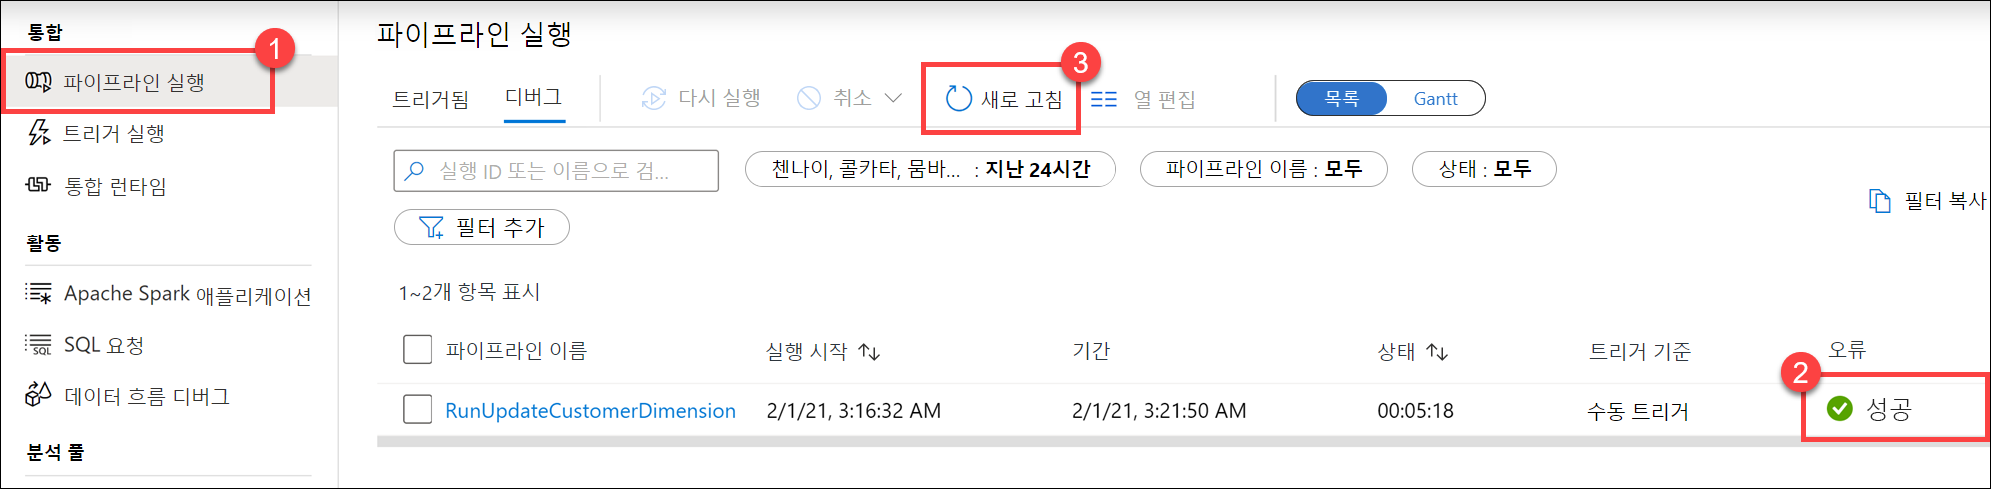 통합
1
파이프라인 실행
트리거 실행
통합 런타임
활동
Apache Spark 애플리케이션
SQL 요청
데이터 흐름 디버그
분석 풀
파이프라인 실행
트리거됨 디버그 다시 실행 취소 새로 고침 열 편집 목록 Gantt
3
실행 ID 또는 이름으로 검... 첸나이, 콜카타, 뭄바... : 지난 24시간 파이프라인 이름 : 모두 상태 : 모두
필터 복사
필터 추가
1~2개 항목 표시
파이프라인 이름 실행 시작 기간 상태 트리거 기준 오류
2
RunUpdateCustomerDimension 2/1/21, 3:16:32 AM 2/1/21, 3:21:50 AM 00:05:18 수동 트리거 성공